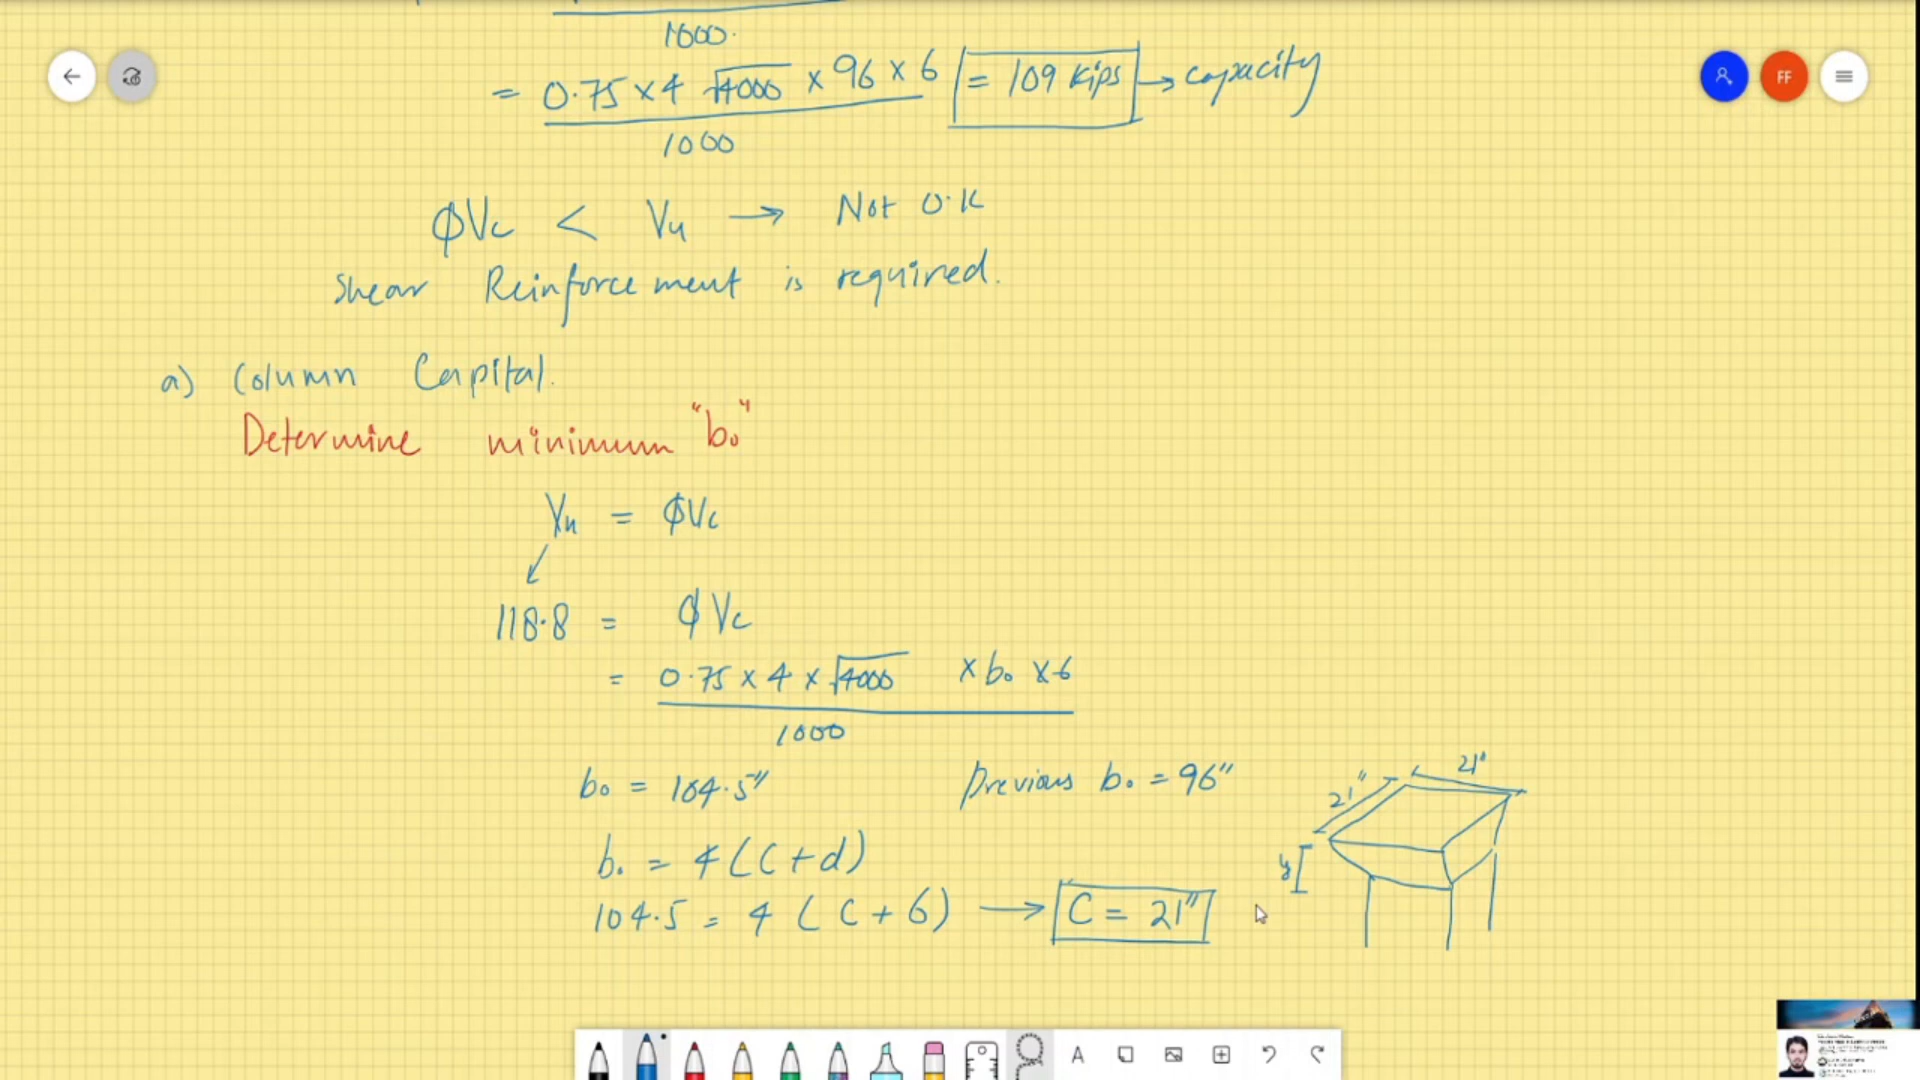 1000.
= 0.75 × 4 √4000 × 96 × 6 = 109 Kips → capacity
1000
FF
ΦVc < Vu → Not O.K
Shear Reinforcement is required.
a) Column Capital.
Determine minimum "bo"
Vu = ΦVc
118.8 = ΦVc
= 0.75 × 4 × √4000 × bo × 6
1000
bo = 104.5" Previous bo = 96"
21" 21"
bo = 4(C+d)
y
104.5 = 4 (C + 6) → C = 21"
A